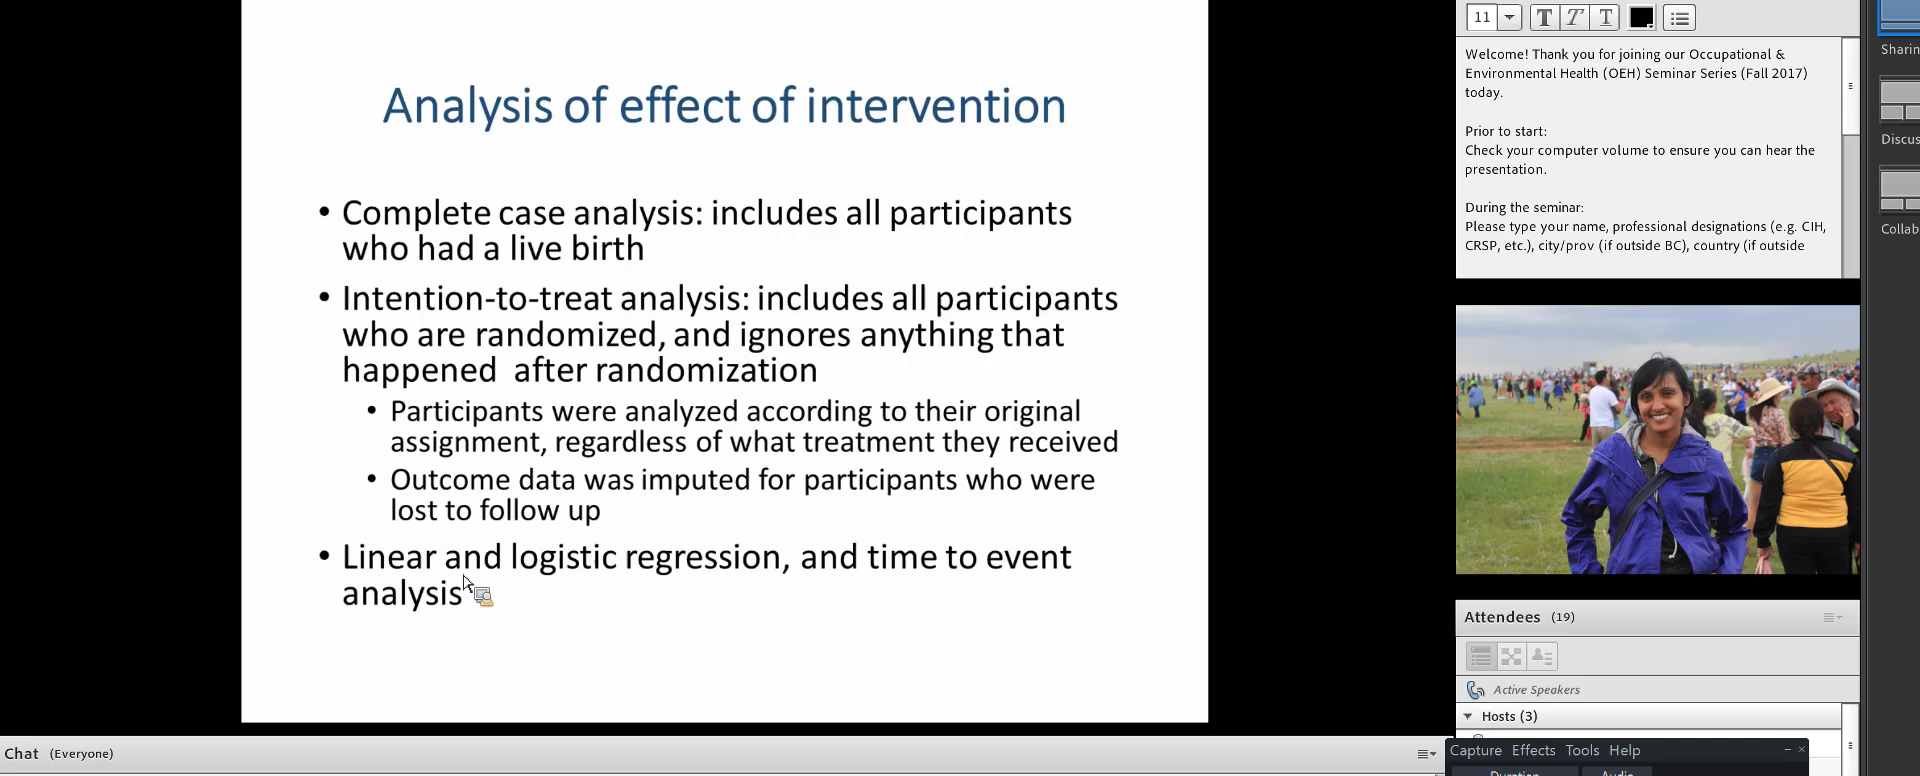 Analysis of effect of intervention
• Complete case analysis: includes all participants
who had a live birth
• Intention-to-treat analysis: includes all participants
who are randomized, and ignores anything that
happened  after randomization
• Participants were analyzed according to their original
assignment, regardless of what treatment they received
• Outcome data was imputed for participants who were
lost to follow up
• Linear and logistic regression, and time to event
analysis
Chat (Everyone)
11
T T T
Welcome! Thank you for joining our Occupational &
Environmental Health (OEH) Seminar Series (Fall 2017)
today.
Prior to start:
Check your computer volume to ensure you can hear the
presentation.
During the seminar:
Please type your name, professional designations (e.g. CIH,
CRSP, etc.), city/prov (if outside BC), country (if outside
Attendees (19)
Active Speakers
Hosts (3)
Capture Effects Tools Help
Duration Audio
Sharin
Discus
Collab